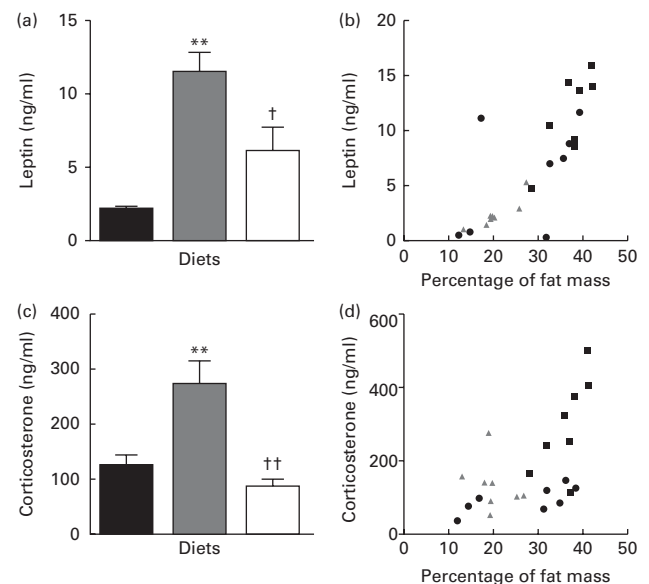 (a)
Leptin (ng/ml)
15
10
5
0
**
†
Diets
(b)
Leptin (ng/ml)
20
15
10
5
0
0 10 20 30 40 50
Percentage of fat mass
(c)
Corticosterone (ng/ml)
400
300
200
100
0
**
††
Diets
(d)
Corticosterone (ng/ml)
600
400
200
0
0 10 20 30 40 50
Percentage of fat mass